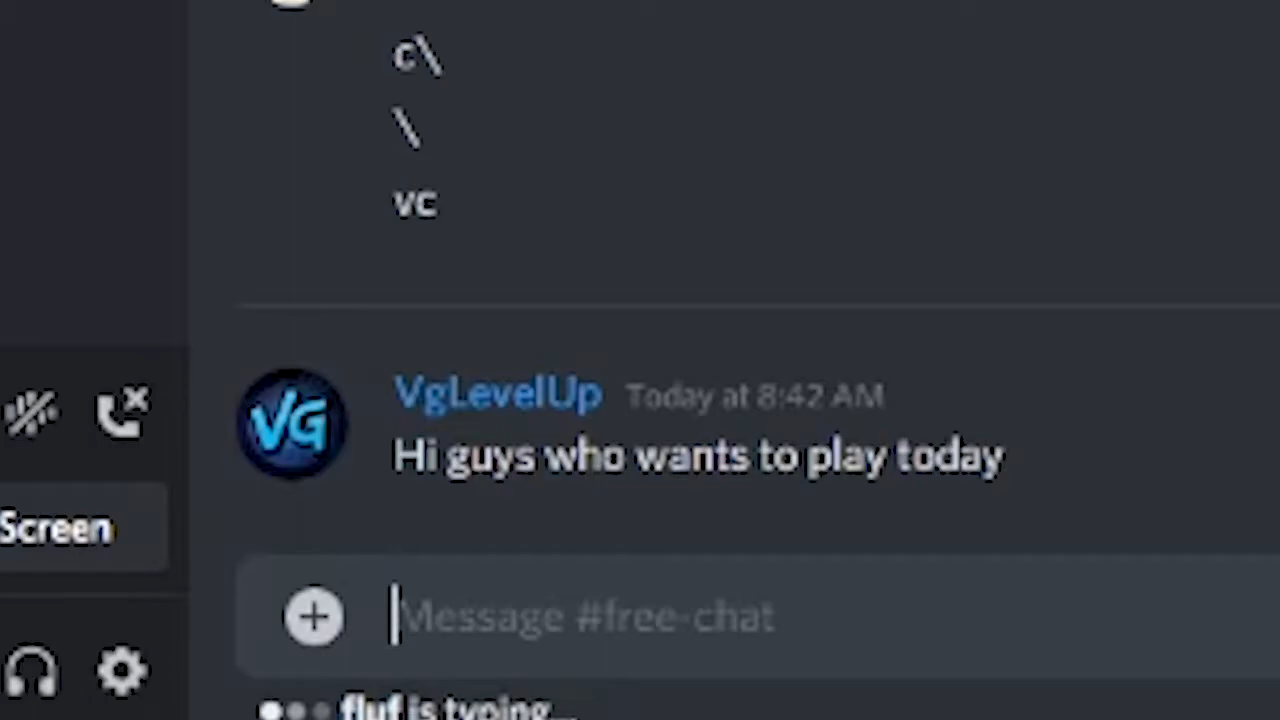 c\
\
vc
VG
VgLevelUp Today at 8:42 AM
Hi guys who wants to play today
Screen
Message #free-chat
fluf is typing...